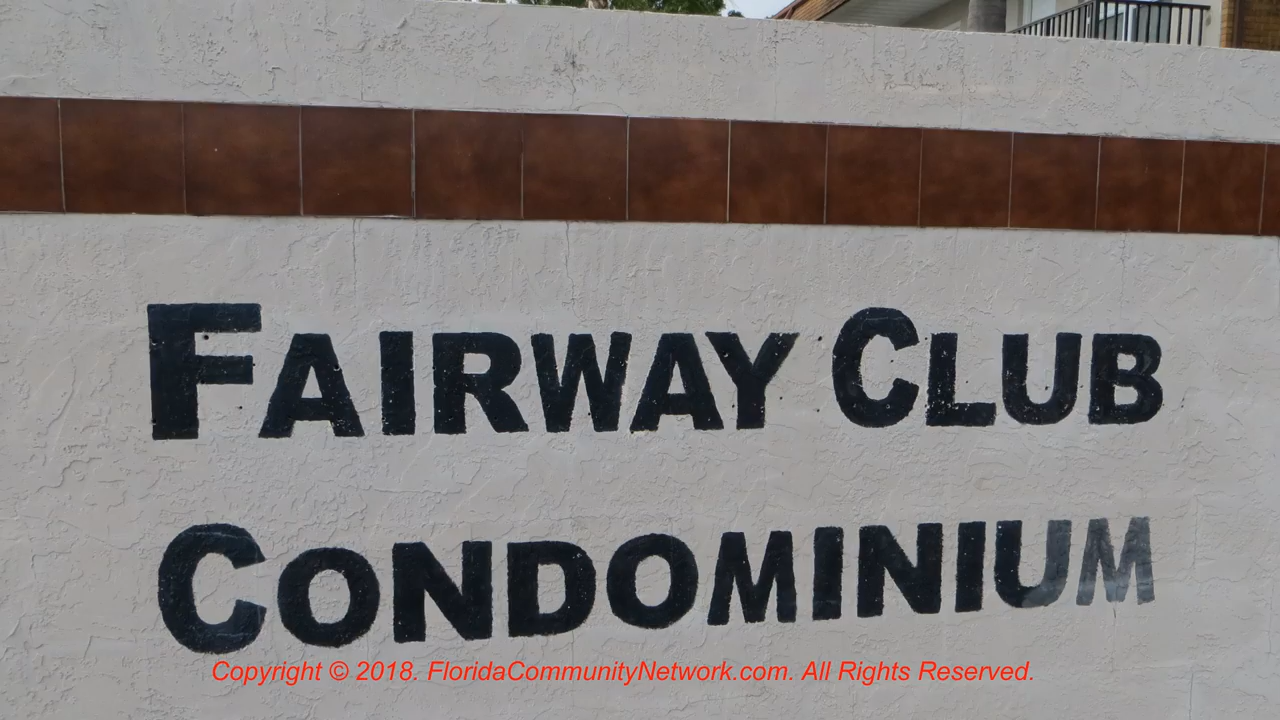 FAIRWAY CLUB
CONDOMINIUM
Copyright © 2018. FloridaCommunityNetwork.com. All Rights Reserved.